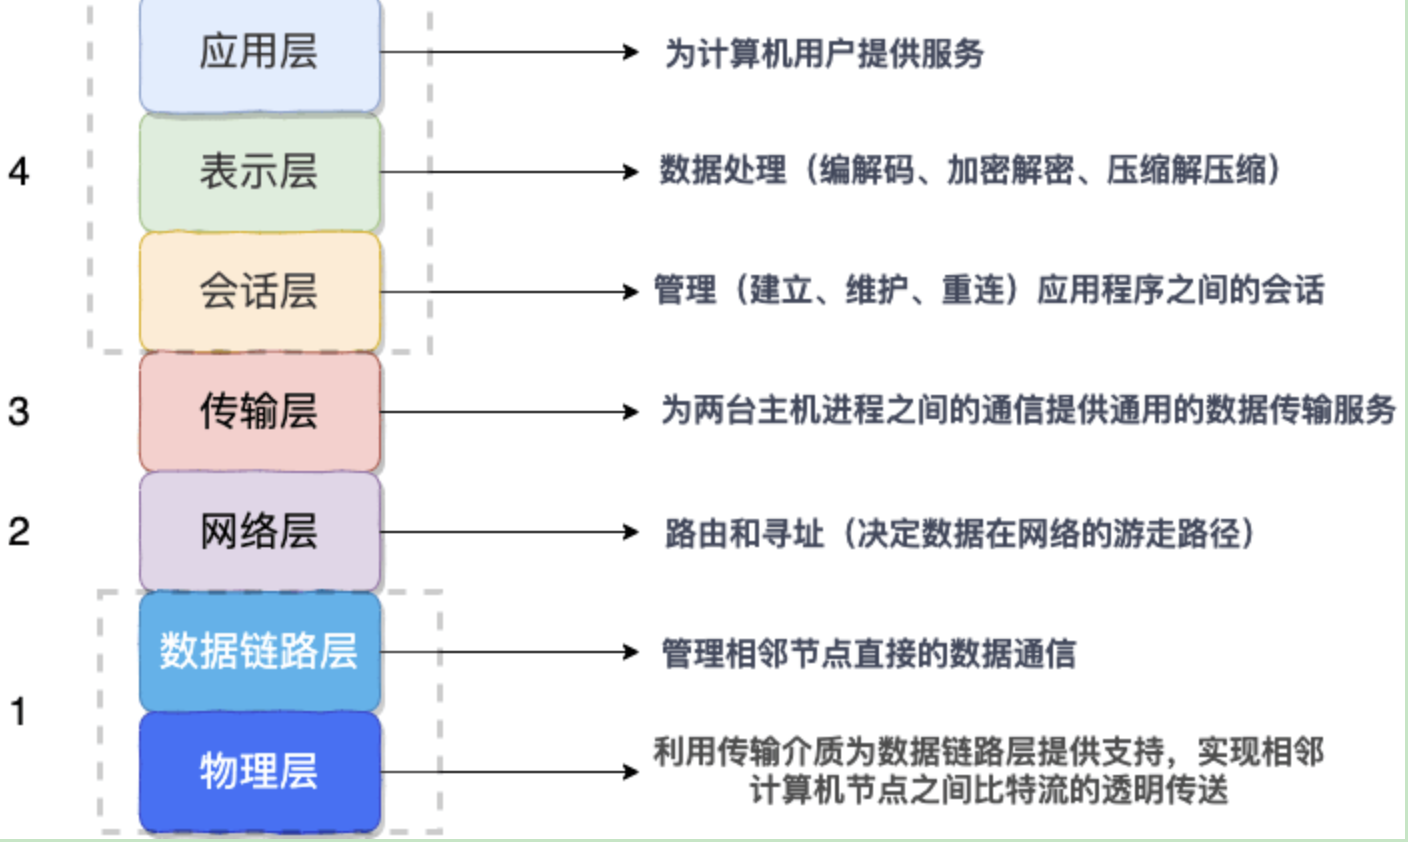 应用层
为计算机用户提供服务
4
表示层
数据处理（编解码、加密解密、压缩解压缩）
会话层
管理（建立、维护、重连）应用程序之间的会话
3
传输层
为两台主机进程之间的通信提供通用的数据传输服务
2
网络层
路由和寻址（决定数据在网络的游走路径）
数据链路层
管理相邻节点直接的数据通信
1
物理层
利用传输介质为数据链路层提供支持，实现相邻
计算机节点之间比特流的透明传送